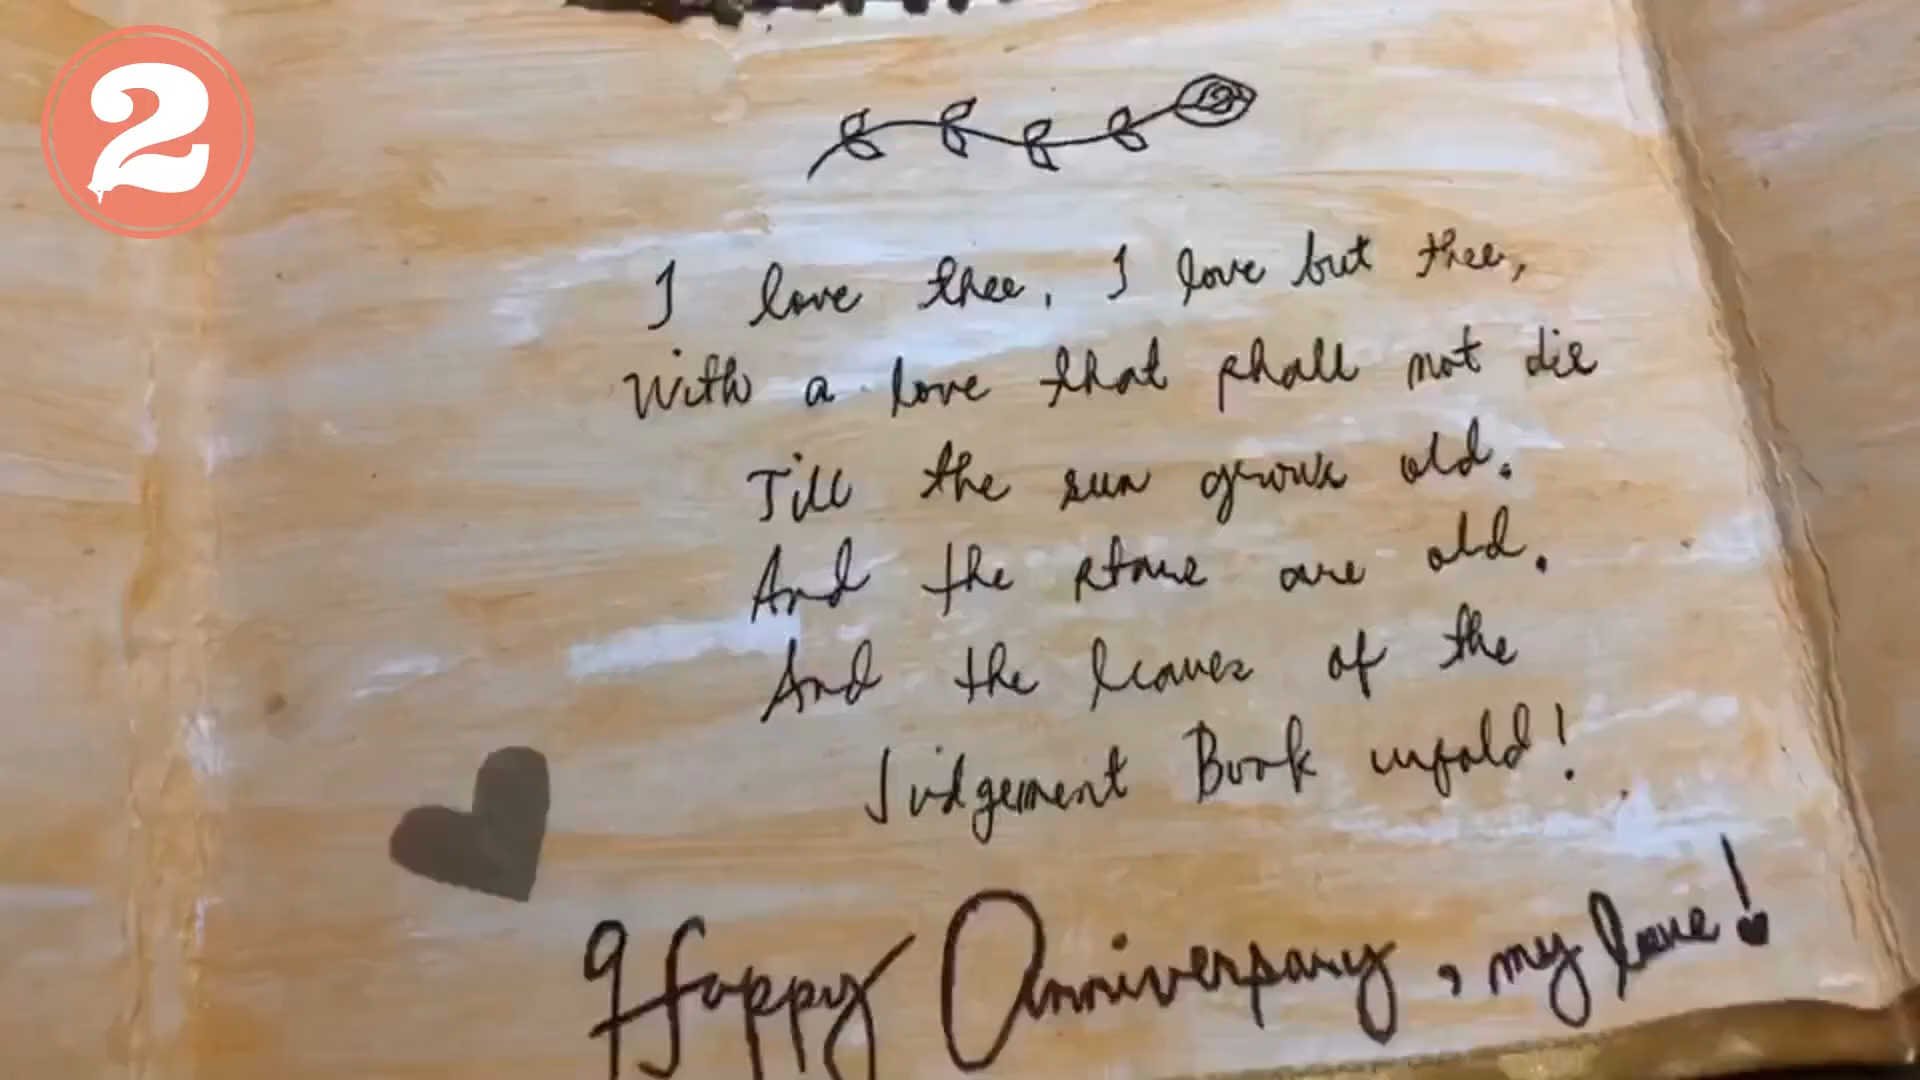 2
I love thee, I love but thee,
With a love that shall not die
Till the sun grows old.
And the stars are old.
And the leaves of the
Judgement Book unfold!
Happy Anniversary, my love!